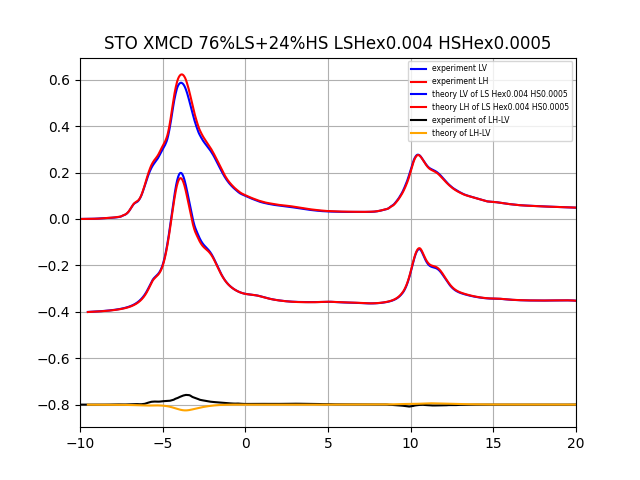 STO XMCD 76%LS+24%HS LSHex0.004 HSHex0.0005
experiment LV
experiment LH
theory LV of LS Hex0.004 HS0.0005
theory LH of LS Hex0.004 HS0.0005
experiment of LH-LV
theory of LH-LV
0.6
0.4
0.2
0.0
−0.2
−0.4
−0.6
−0.8
−10 −5 0 5 10 15 20